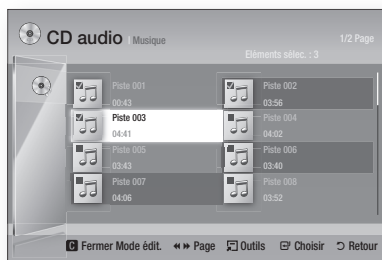 CD audio | Musique
1/2 Page
Eléments sélec. : 3
Piste 001
00:43
Piste 002
03:56
Piste 003
04:41
Piste 004
04:02
Piste 005
03:43
Piste 006
03:40
Piste 007
04:06
Piste 008
03:52
C Fermer Mode édit. Page Outils Choisir Retour